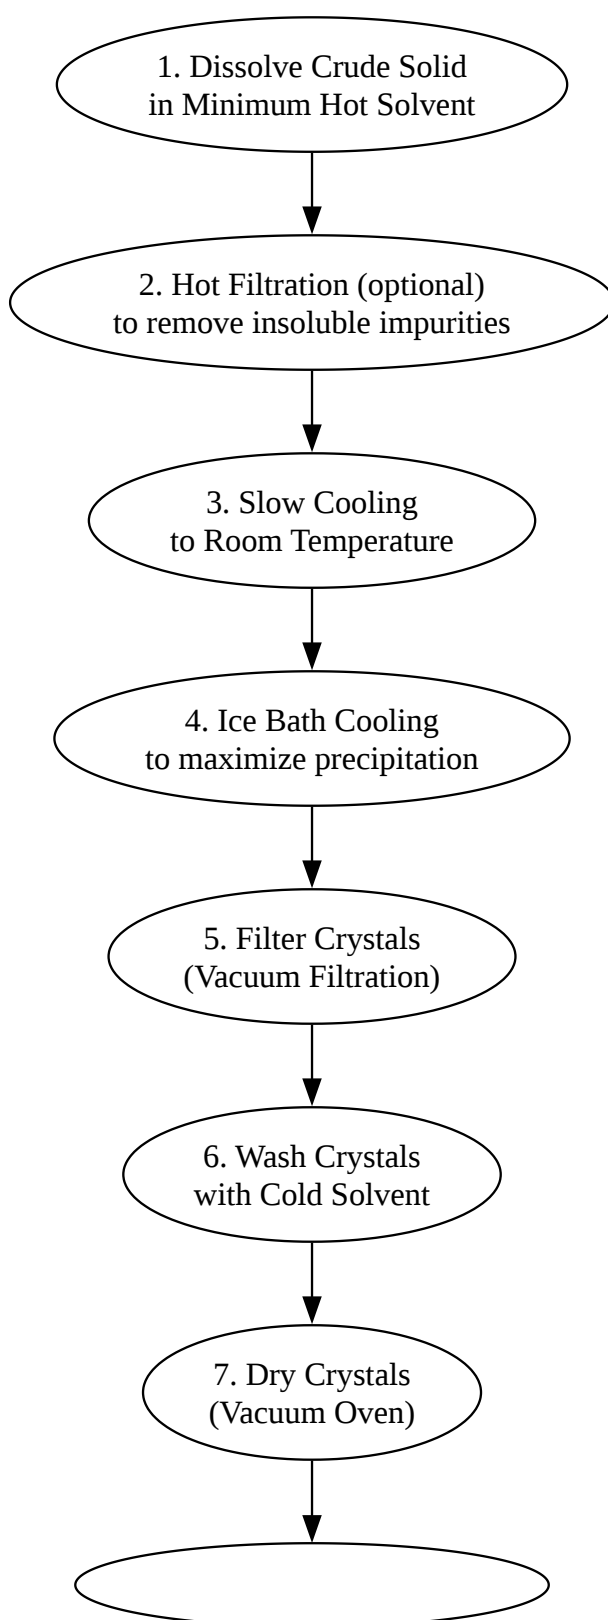 1. Dissolve Crude Solid
in Minimum Hot Solvent
2. Hot Filtration (optional)
to remove insoluble impurities
3. Slow Cooling
to Room Temperature
4. Ice Bath Cooling
to maximize precipitation
5. Filter Crystals
(Vacuum Filtration)
6. Wash Crystals
with Cold Solvent
7. Dry Crystals
(Vacuum Oven)